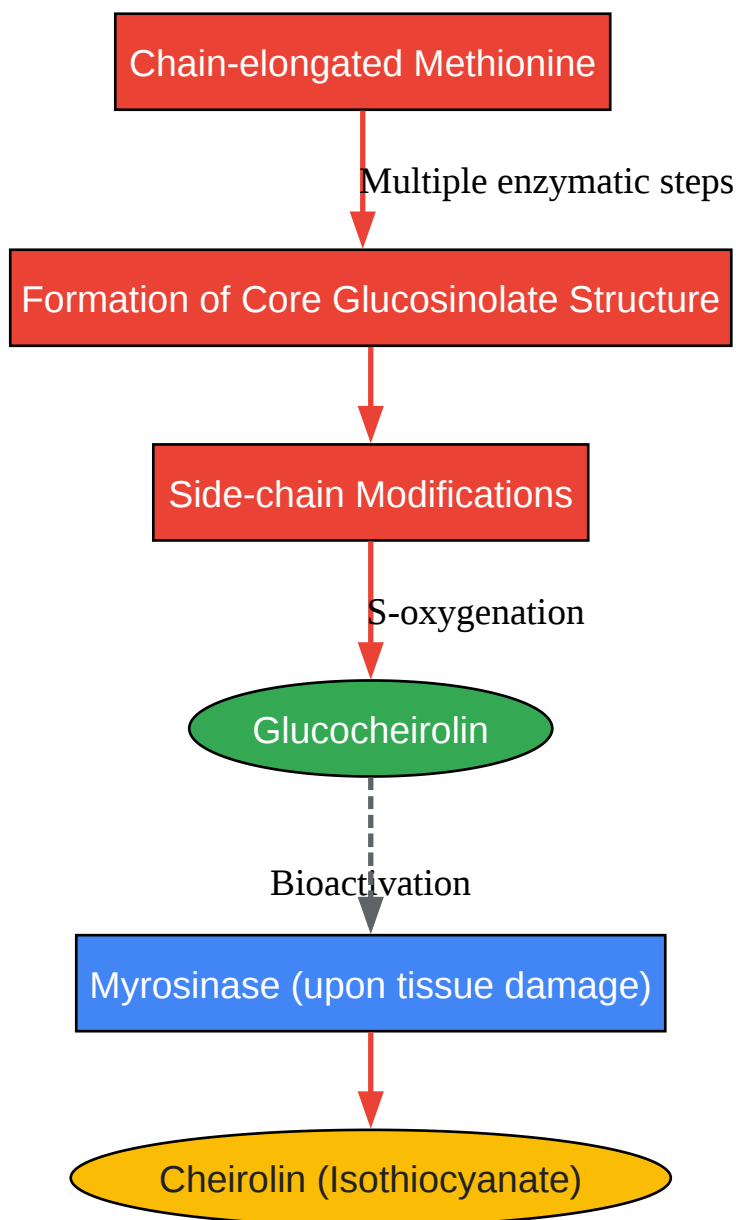 Chain-elongated Methionine
Multiple enzymatic steps
Formation of Core Glucosinolate Structure
Side-chain Modifications
S-oxygenation
Glucocheirolin
Bioactivation
Myrosinase (upon tissue damage)
Cheirolin (Isothiocyanate)